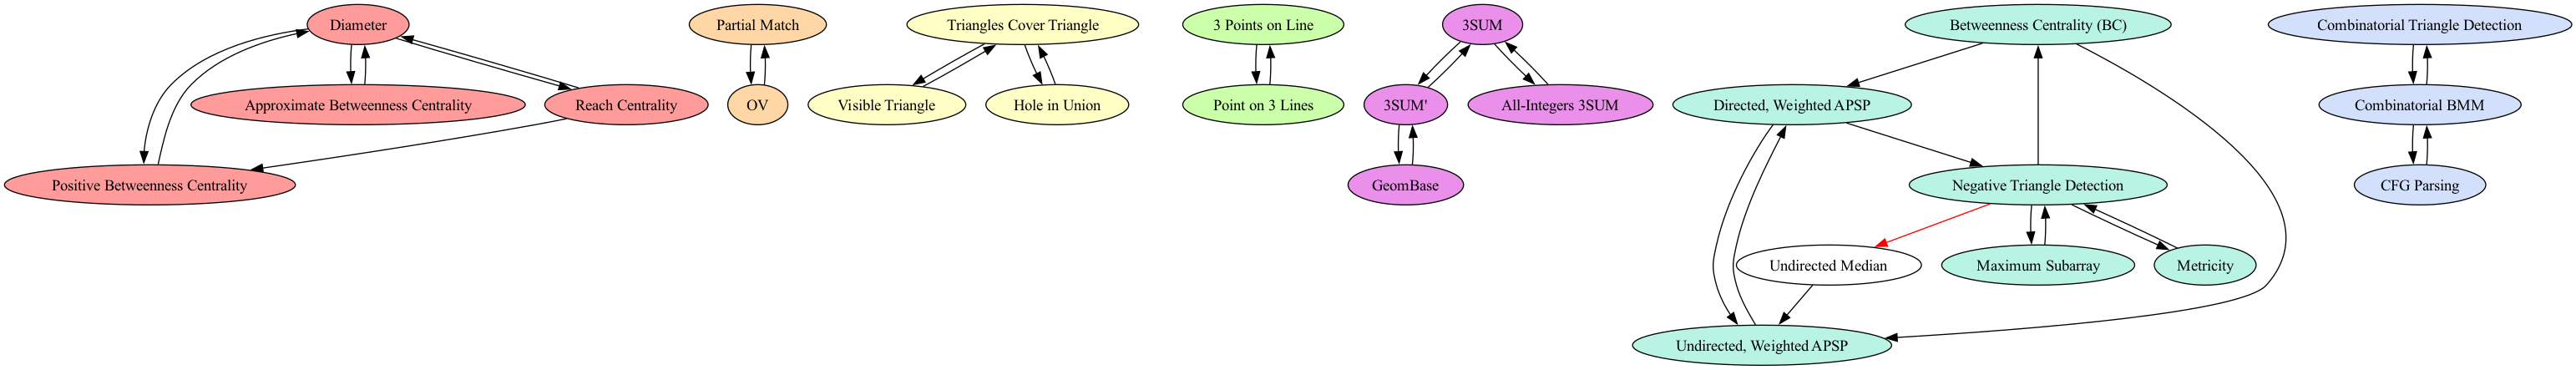 Diameter
Partial Match
Triangles Cover Triangle
3 Points on Line
3SUM
Betweenness Centrality (BC)
Combinatorial Triangle Detection
Approximate Betweenness Centrality
Reach Centrality
OV
Visible Triangle
Hole in Union
Point on 3 Lines
3SUM'
All-Integers 3SUM
Directed, Weighted APSP
Combinatorial BMM
Positive Betweenness Centrality
GeomBase
Negative Triangle Detection
CFG Parsing
Undirected Median
Maximum Subarray
Metricity
Undirected, Weighted APSP